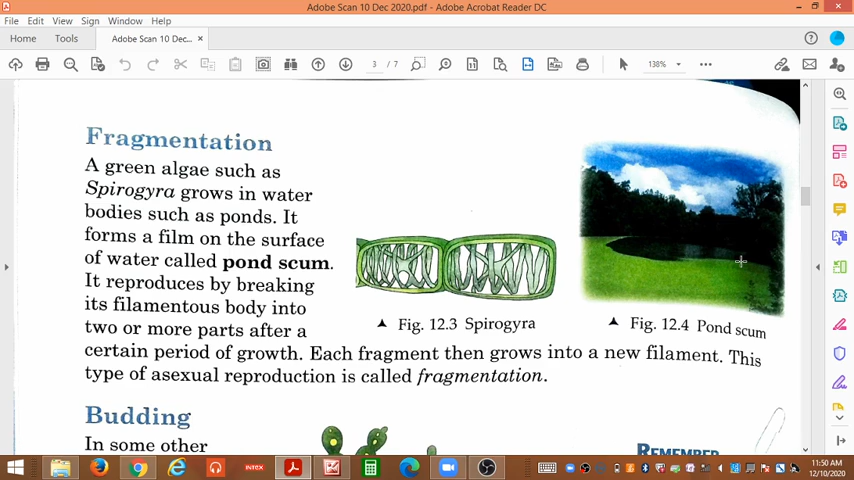 Adobe Scan 10 Dec 2020.pdf - Adobe Acrobat Reader DC
File Edit View Sign Window Help
Home Tools Adobe Scan 10 Dec... ×
3 / 7 138%
Fragmentation
A green algae such as
Spirogyra grows in water
bodies such as ponds. It
forms a film on the surface
of water called pond scum.
It reproduces by breaking
its filamentous body into
two or more parts after a
certain period of growth. Each fragment then grows into a new filament. This
type of asexual reproduction is called fragmentation.
▲ Fig. 12.3 Spirogyra
▲ Fig. 12.4 Pond scum
Budding
In some other
REMEMBER
INTEX
11:50 AM
12/10/2020